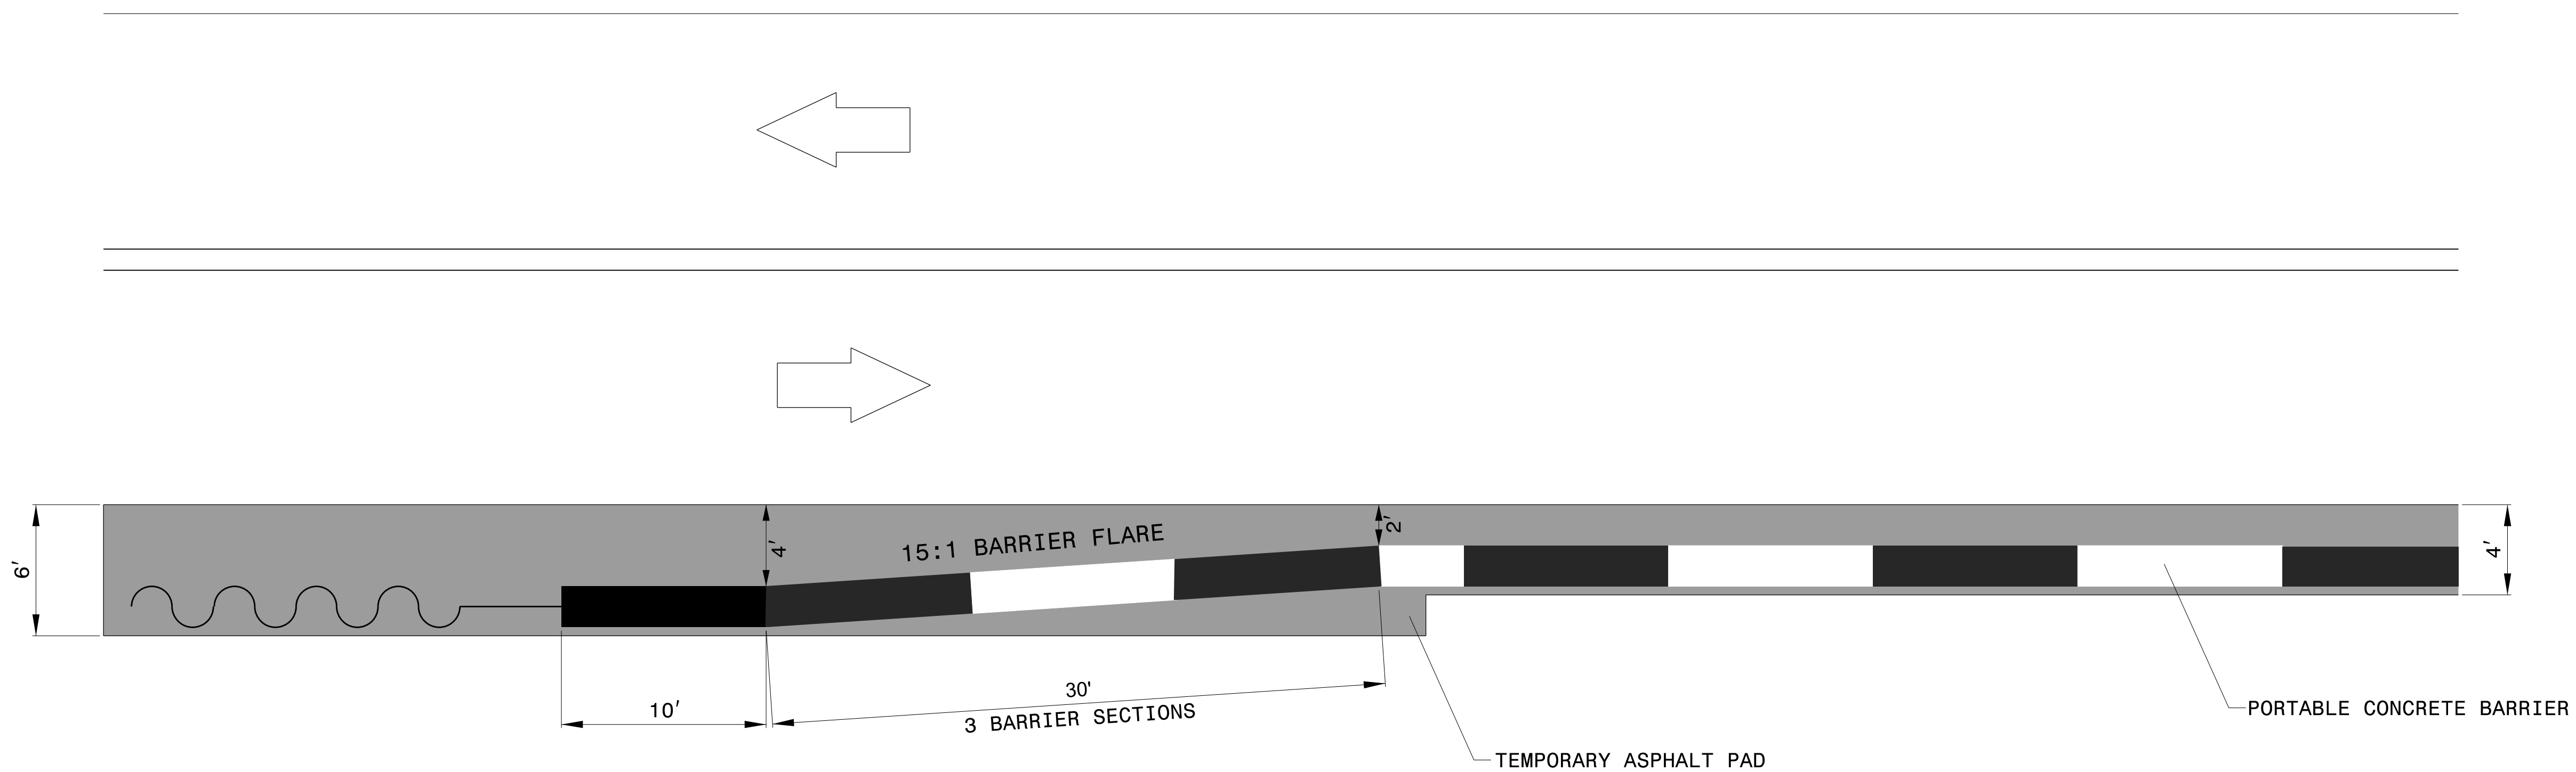 6′
4′
15:1 BARRIER FLARE
2′
4′
10′
30'
3 BARRIER SECTIONS
PORTABLE CONCRETE BARRIER
TEMPORARY ASPHALT PAD